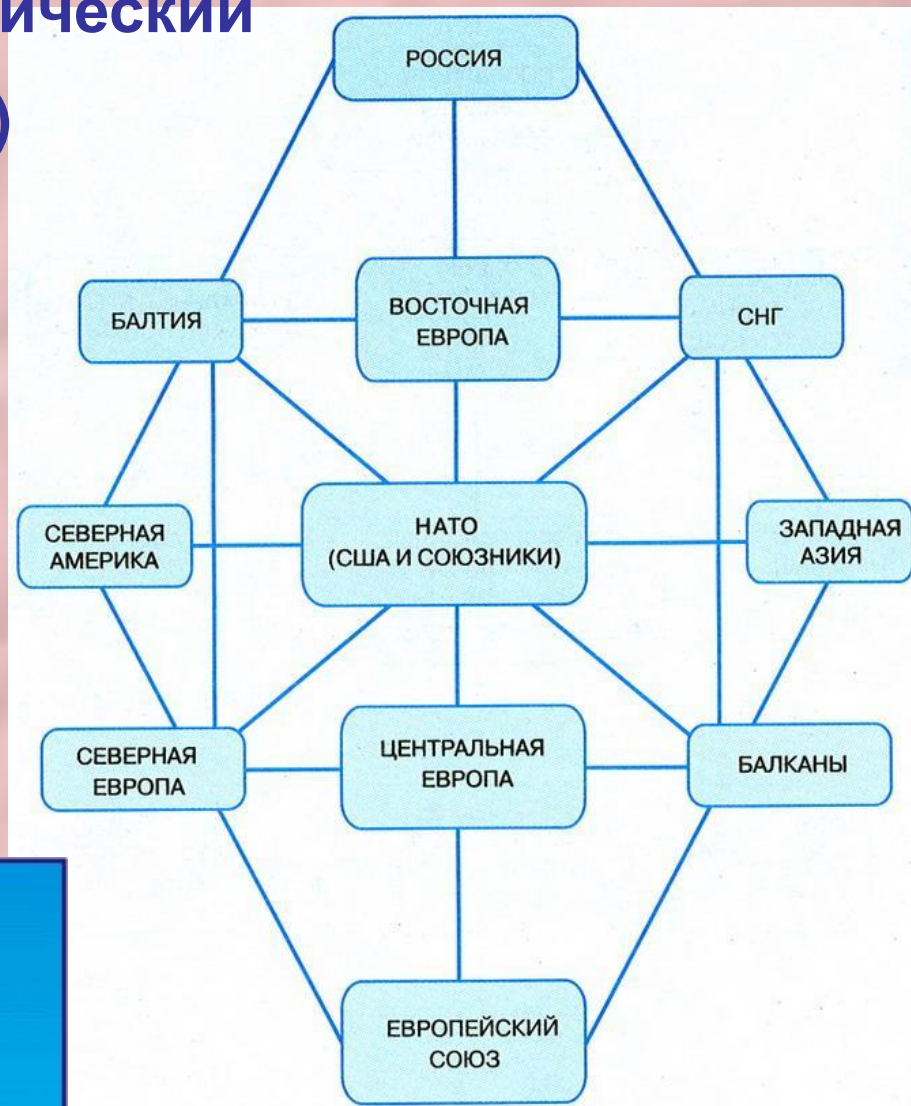 РОССИЯ
БАЛТИЯ
ВОСТОЧНАЯ
ЕВРОПА
СНГ
СЕВЕРНАЯ
АМЕРИКА
НАТО
(США И СОЮЗНИКИ)
ЗАПАДНАЯ
АЗИЯ
СЕВЕРНАЯ
ЕВРОПА
ЦЕНТРАЛЬНАЯ
ЕВРОПА
БАЛКАНЫ
ЕВРОПЕЙСКИЙ
СОЮЗ